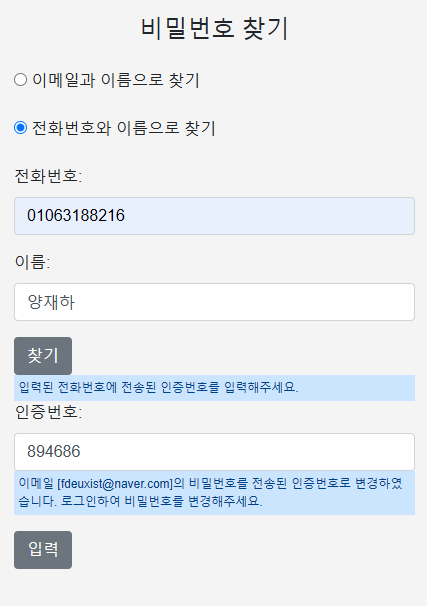 비밀번호 찾기
이메일과 이름으로 찾기
전화번호와 이름으로 찾기
전화번호:
01063188216
이름:
양재하
찾기
입력된 전화번호에 전송된 인증번호를 입력해주세요.
인증번호:
894686
이메일 [fdeuxist@naver.com]의 비밀번호를 전송된 인증번호로 변경하였
습니다. 로그인하여 비밀번호를 변경해주세요.
입력